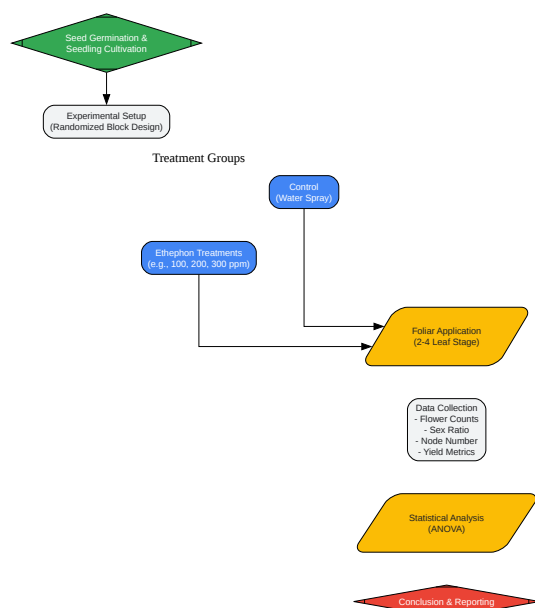 Seed Germination &
Seedling Cultivation
Experimental Setup
(Randomized Block Design)
Treatment Groups
Control
(Water Spray)
Ethephon Treatments
(e.g., 100, 200, 300 ppm)
Foliar Application
(2-4 Leaf Stage)
Data Collection
- Flower Counts
- Sex Ratio
- Node Number
- Yield Metrics
Statistical Analysis
(ANOVA)
Conclusion & Reporting